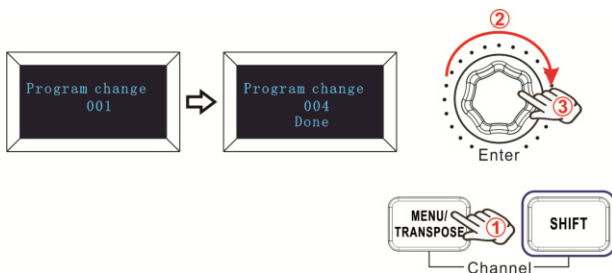 Program change
001
Program change
004
Done
②
③
Enter
MENU/
TRANSPOSE
①
SHIFT
Channel